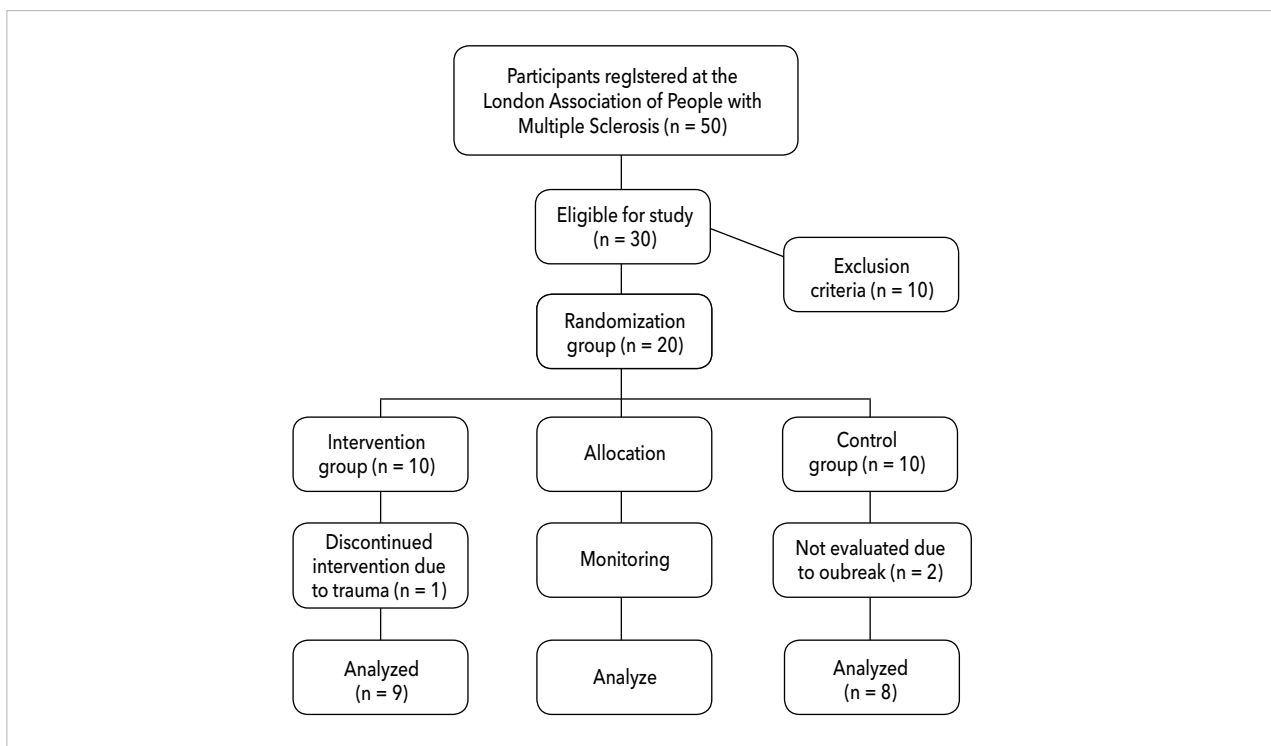 Participants reglstered at the
London Association of People with
Multiple Sclerosis (n = 50)
Eligible for study
(n = 30)
Exclusion
criteria (n = 10)
Randomization
group (n = 20)
Intervention
group (n = 10)
Allocation
Control
group (n = 10)
Discontinued
intervention due
to trauma (n = 1)
Monitoring
Not evaluated due
to oubreak (n = 2)
Analyzed
(n = 9)
Analyze
Analyzed
(n = 8)